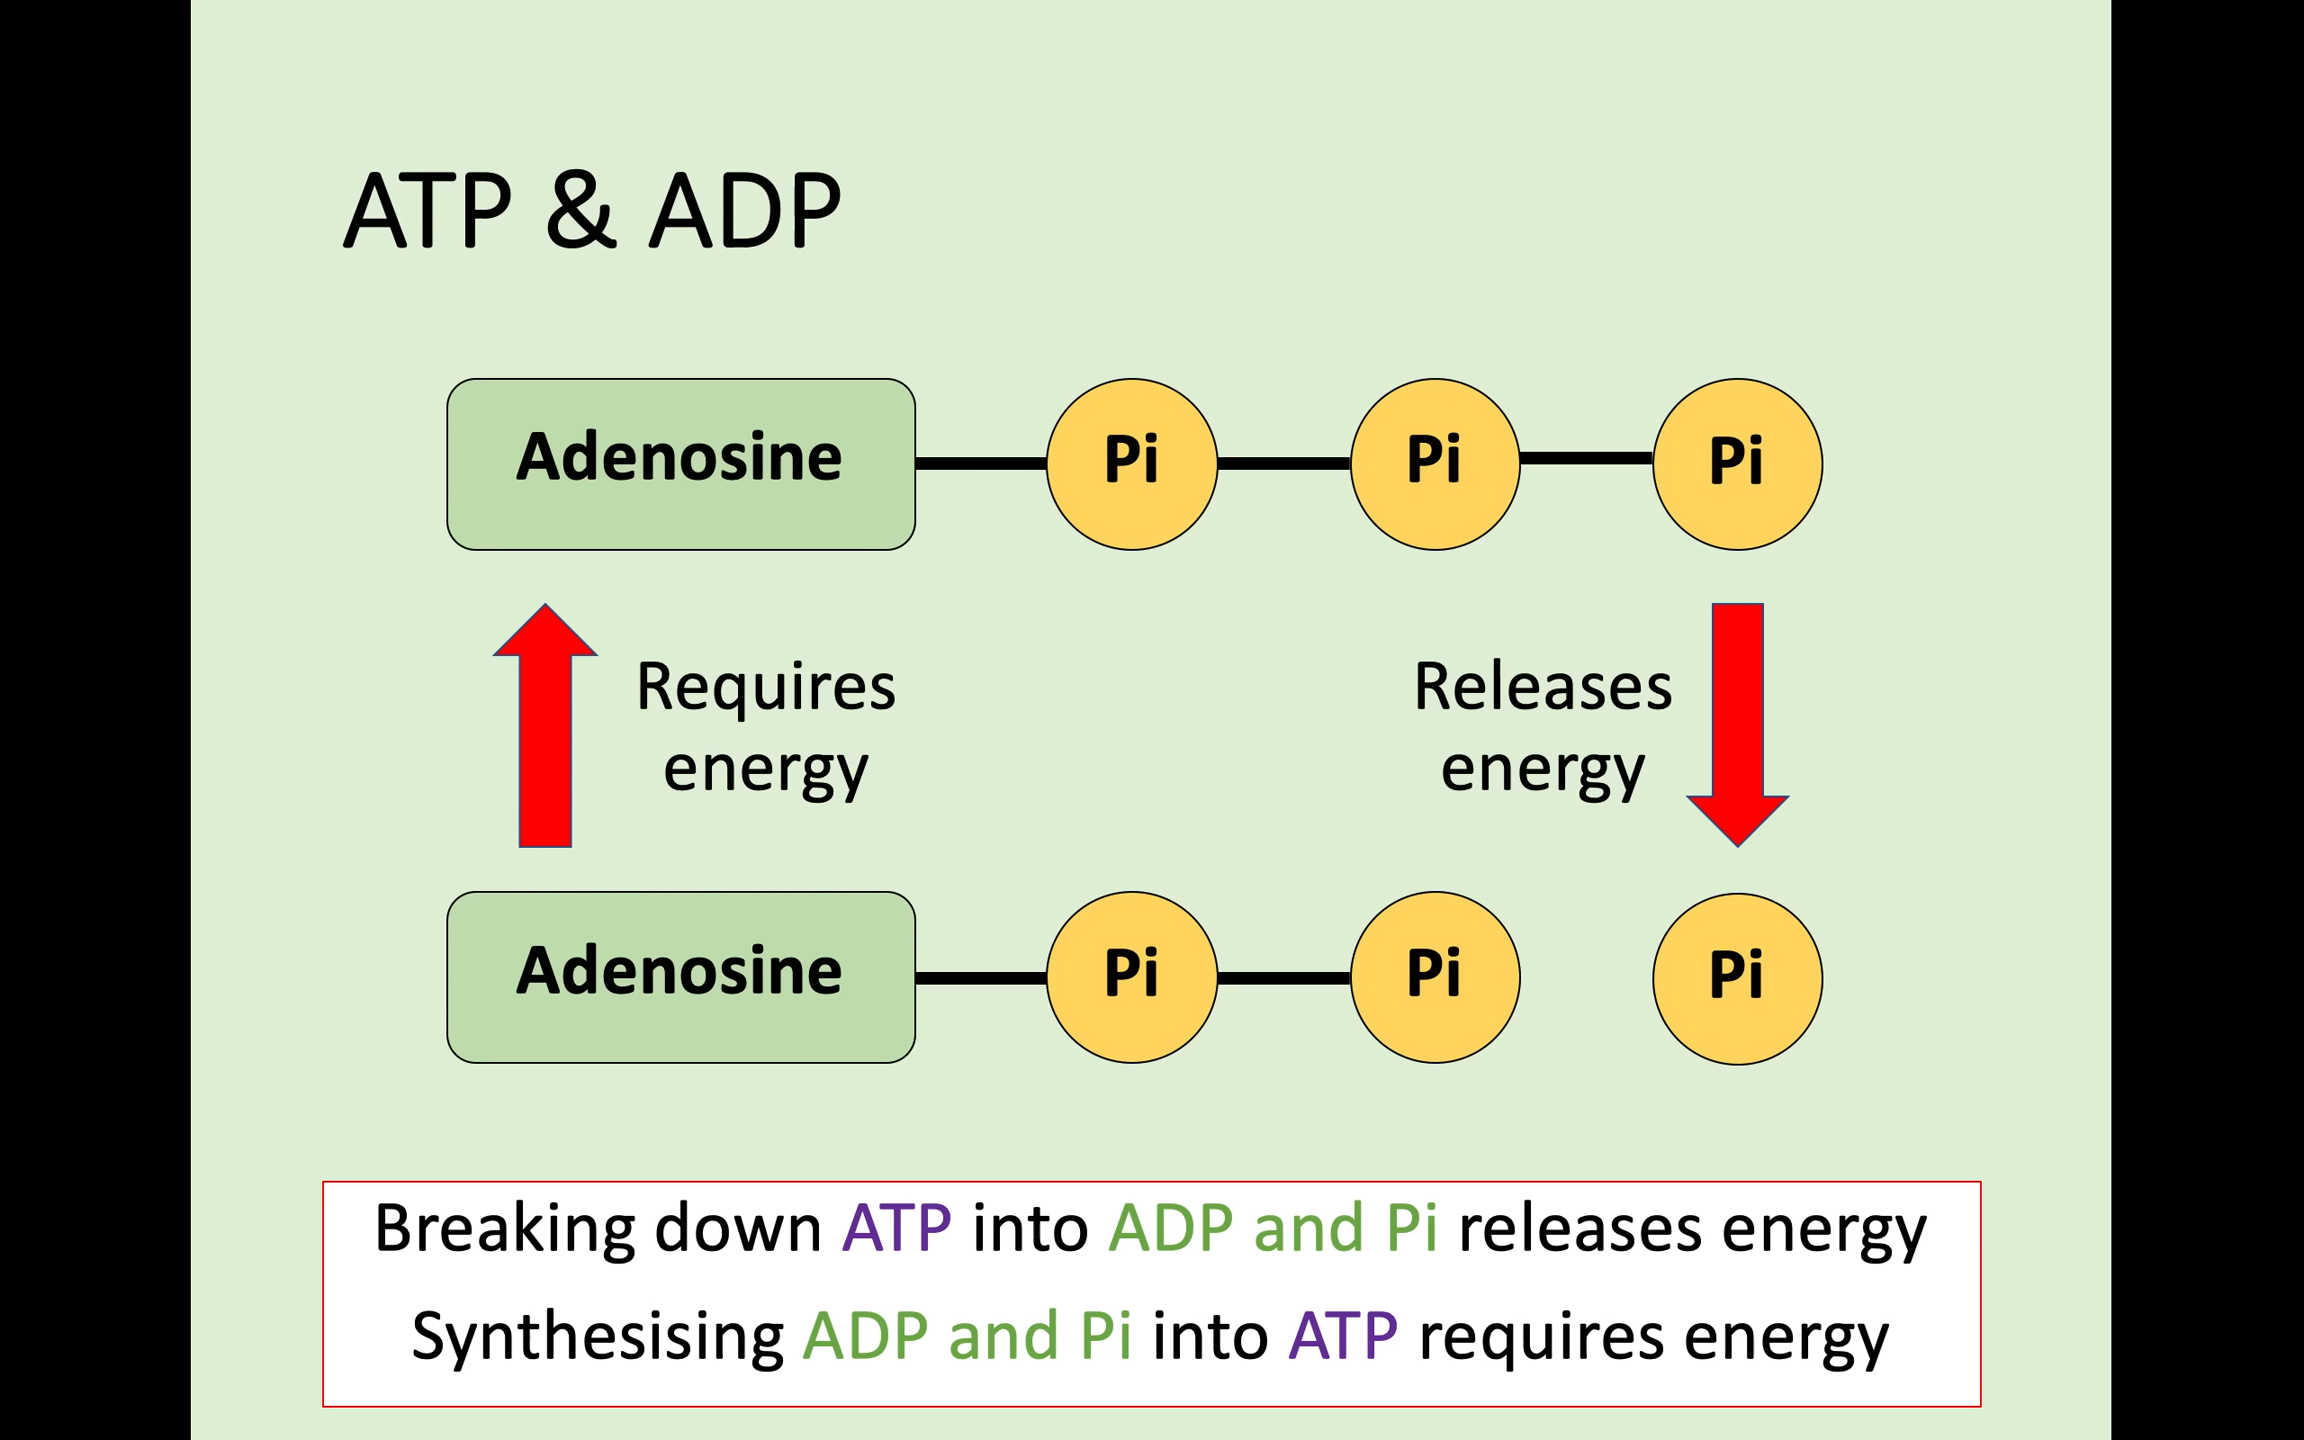 ATP & ADP
Adenosine Pi Pi Pi
Requires
energy
Releases
energy
Adenosine Pi Pi Pi
Breaking down ATP into ADP and Pi releases energy
Synthesising ADP and Pi into ATP requires energy